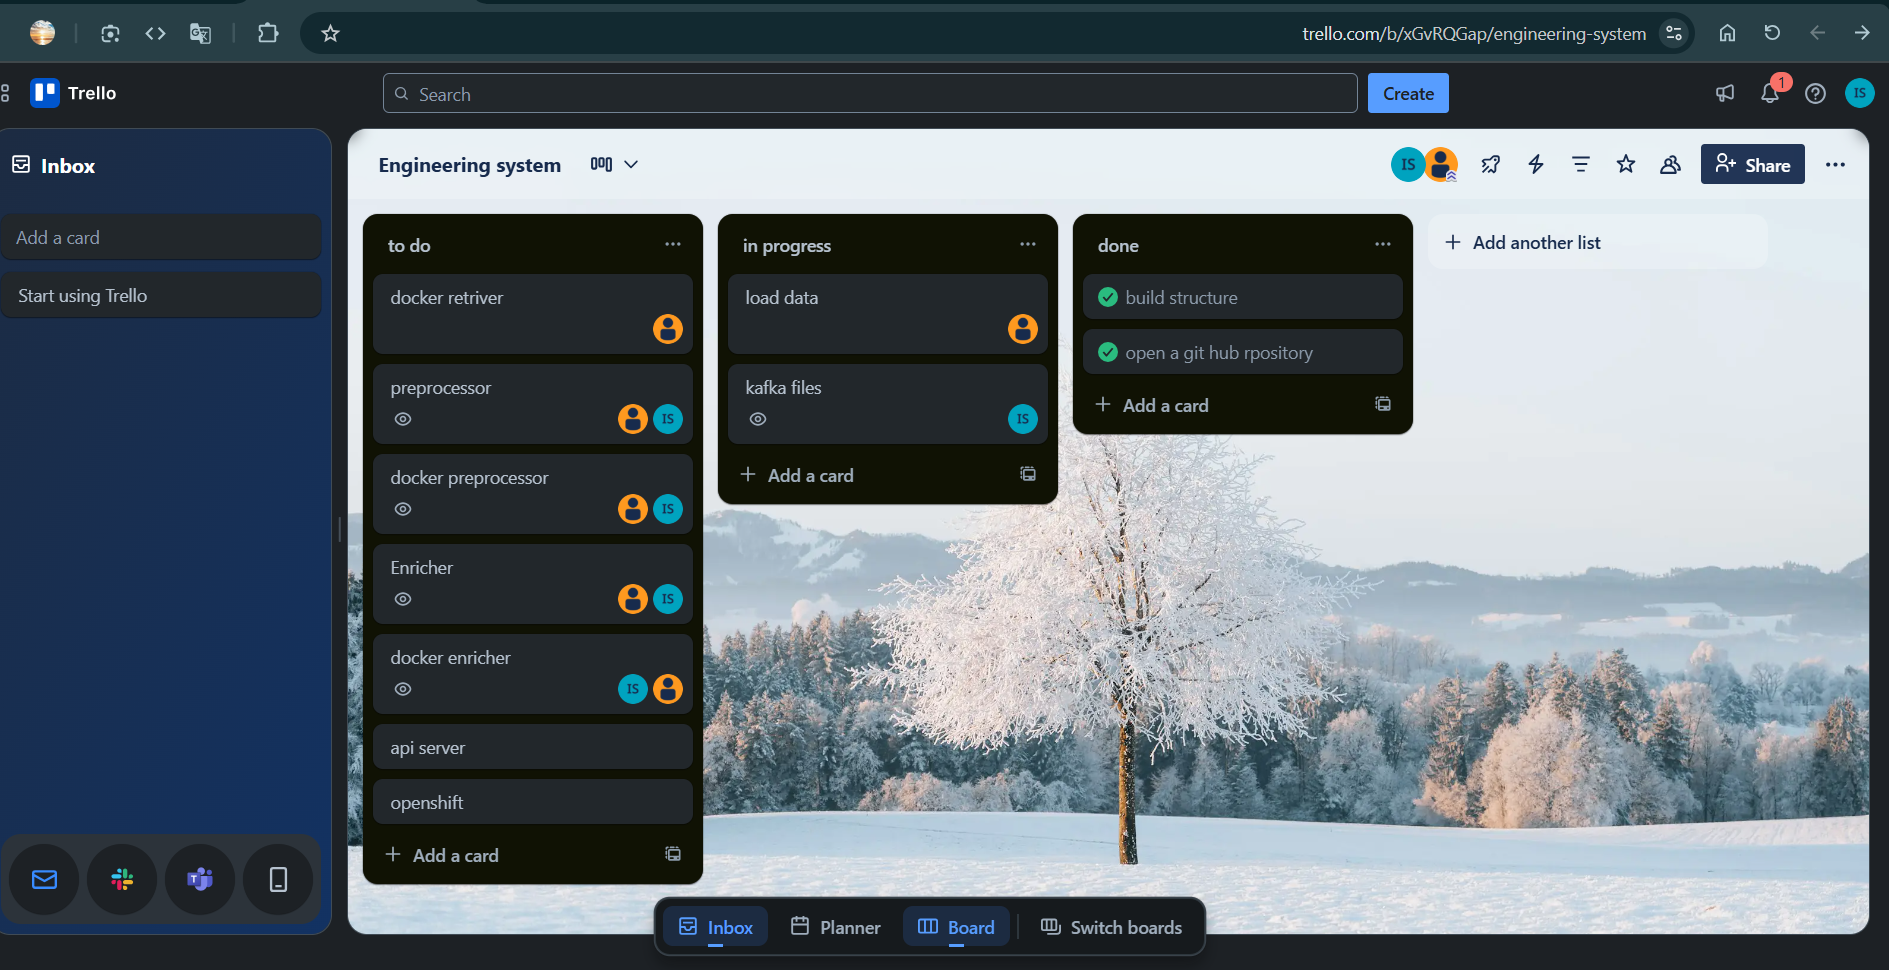 trello.com/b/xGvRQGap/engineering-system
Trello
Search
Create
1
IS
Inbox
Add a card
Start using Trello
Engineering system
IS
Share
to do
docker retriver
preprocessor
IS
docker preprocessor
IS
Enricher
IS
docker enricher
IS
api server
openshift
Add a card
in progress
load data
kafka files
IS
Add a card
done
build structure
open a git hub rpository
Add a card
Add another list
Inbox
Planner
Board
Switch boards